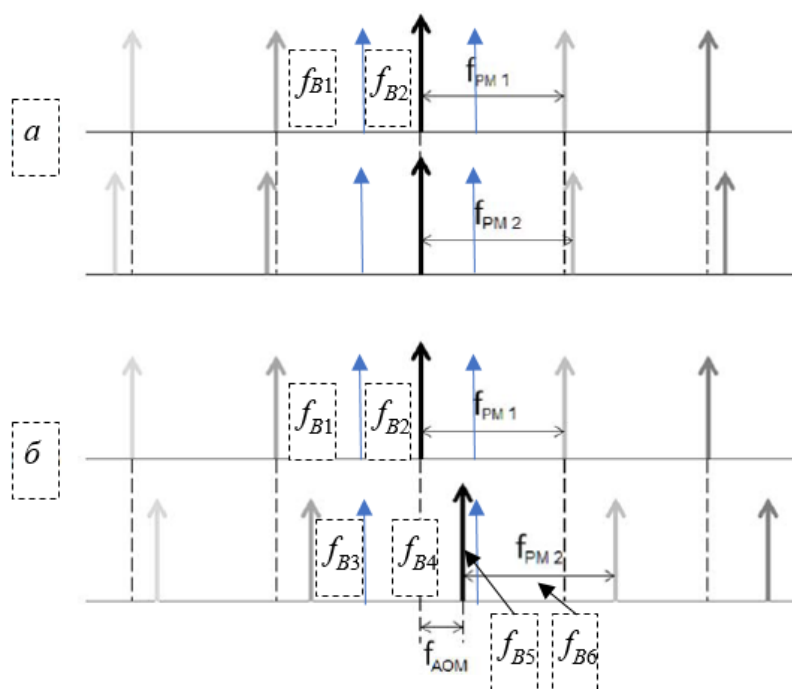 a
f_B1 f_B2 f_PM 1
f_PM 2
б
f_B1 f_B2 f_PM 1
f_B3 f_B4 f_PM 2
f_AOM f_B5 f_B6